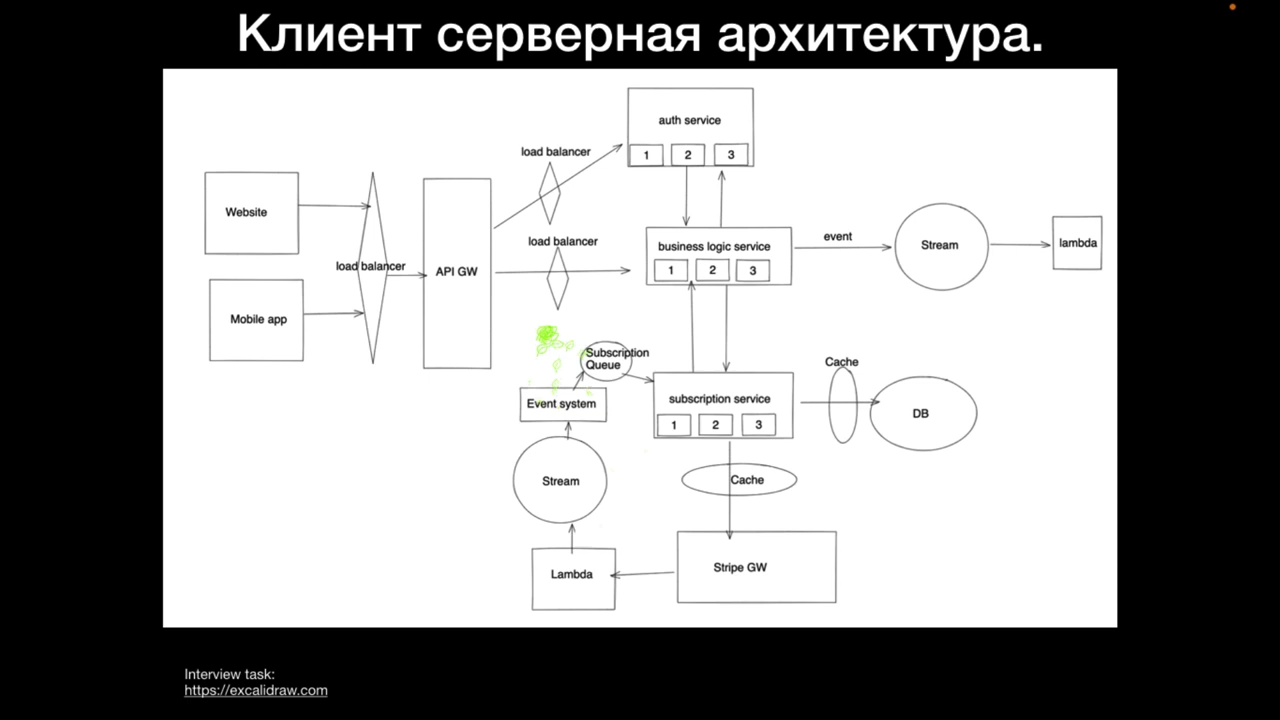 Клиент серверная архитектура.
auth service
1 2 3
load balancer
Website
load balancer
API GW
Mobile app
load balancer
business logic service
1 2 3
event
Stream
lambda
Subscription
Queue
Event system
subscription service
1 2 3
Cache
DB
Stream
Cache
Lambda
Stripe GW
Interview task:
https://excalidraw.com